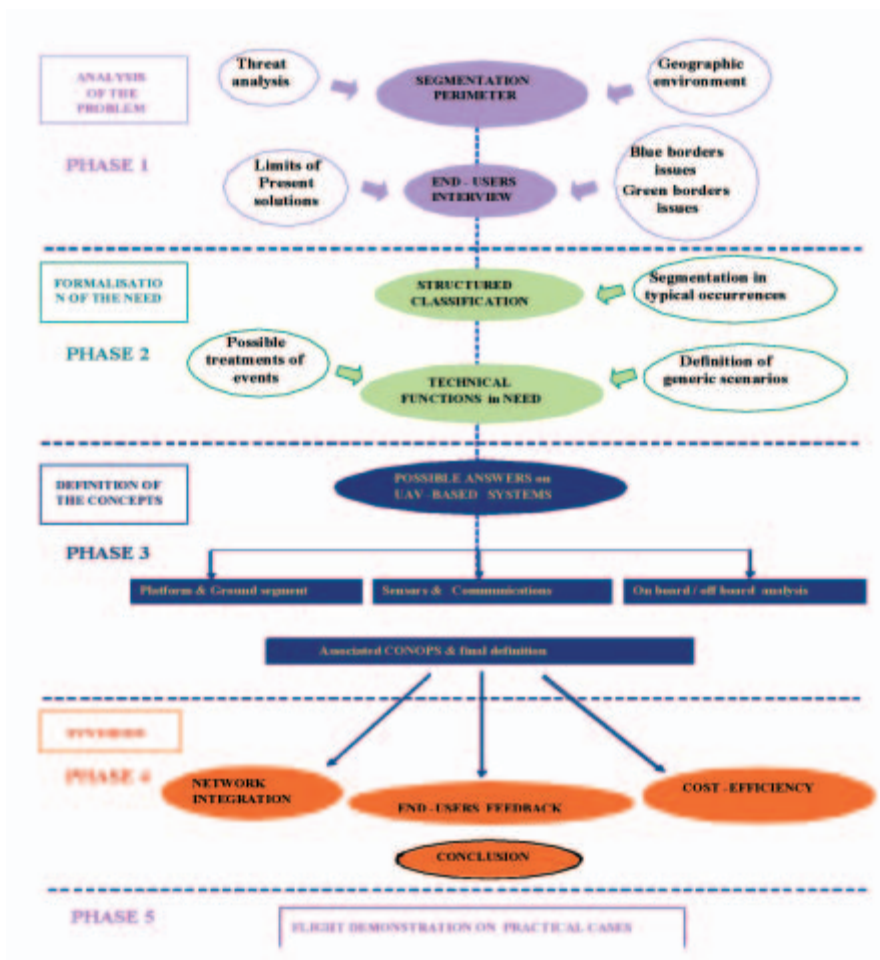 Threat
analysis
ANALYSIS
OF THE
PROBLEM
SEGMENTATION
PERIMETER
Geographic
environment
PHASE 1
Limits of
Present
solutions
END - USERS
INTERVIEW
Blue borders
issues
Green borders
issues
FORMALISATIO
N OF THE NEED
STRUCTURED
CLASSIFICATION
Segmentation in
typical occurrences
PHASE 2
Possible
treatments of
events
TECHNICAL
FUNCTIONS in NEED
Definition of
generic scenarios
DEFINITION OF
THE CONCEPTS
POSSIBLE ANSWERS on
UAV - BASED SYSTEMS
PHASE 3
Platform & Ground segment
Sensors & Communications
On board / off board analysis
Associated CONOPS & final definition
PHASE 4
NETWORK
INTEGRATION
END - USERS FEEDBACK
COST - EFFICIENCY
CONCLUSION
PHASE 5
FLIGHT DEMONSTRATION ON PRACTICAL CASES